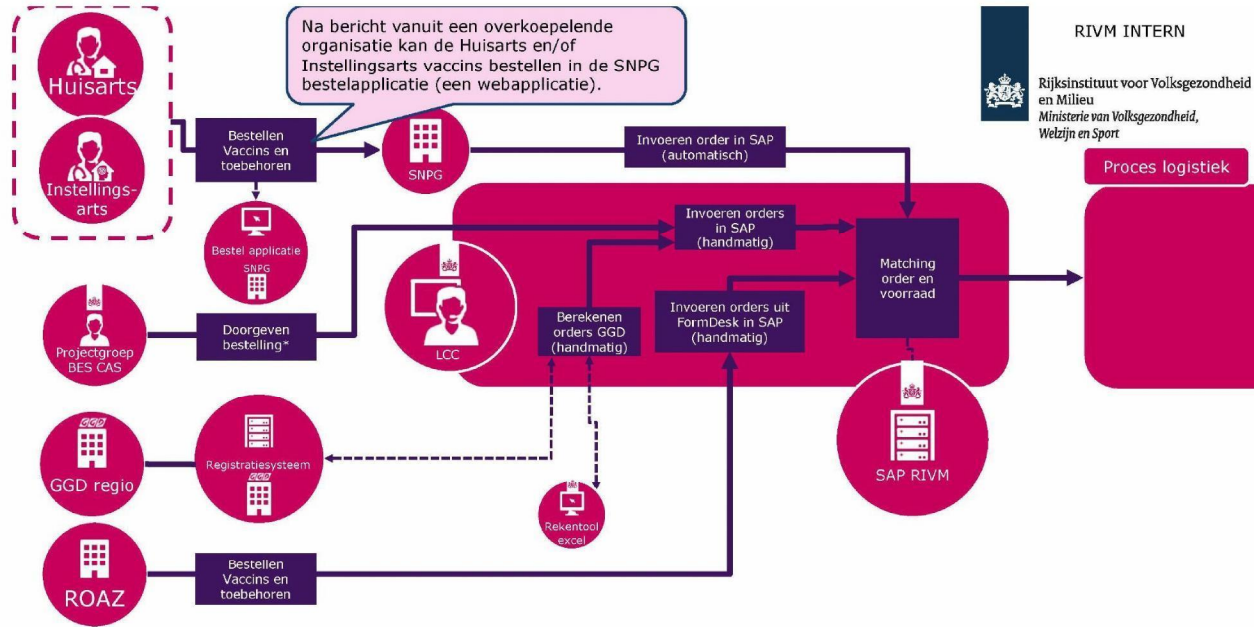 Na bericht vanuit een overkoepelende
organisatie kan de Huisarts en/of
Instellingsarts vaccins bestellen in de SNPG
bestelapplicatie (een webapplicatie).
RIVM INTERN
Rijksinstituut voor Volksgezondheid
en Milieu
Ministerie van Volksgezondheid,
Welzijn en Sport
Huisarts
Instellings-
arts
Bestellen
Vaccins en
toebehoren
SNPG
Invoeren order in SAP
(automatisch)
Proces logistiek
Bestel applicatie
SNPG
Invoeren orders
in SAP
(handmatig)
Matching
order en
voorraad
LCC
Berekenen
orders GGD
(handmatig)
Invoeren orders uit
FormDesk in SAP
(handmatig)
Projectgroep
BES CAS
Doorgeven
bestelling*
GGD
GGD regio
Registratiesysteem
GGD
SAP RIVM
Rekentool
excel
ROAZ
Bestellen
Vaccins en
toebehoren